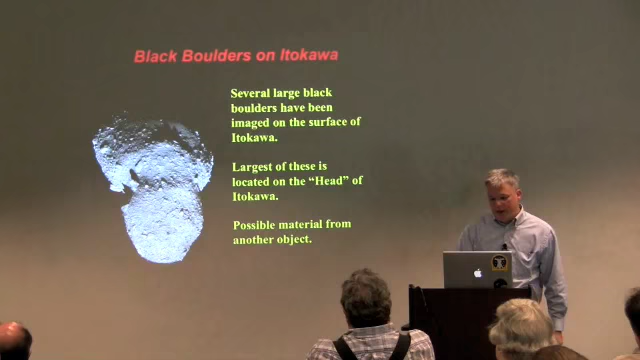 Black Boulders on Itokawa
Several large black
boulders have been
imaged on the surface of
Itokawa.
Largest of these is
located on the “Head” of
Itokawa.
Possible material from
another object.